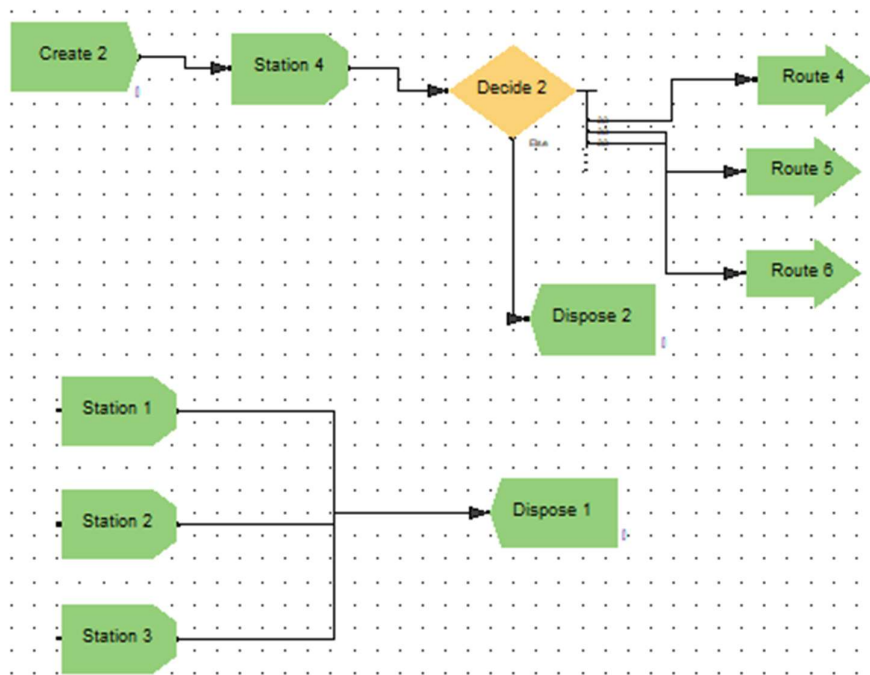 Create 2
Station 4
Decide 2
Route 4
Else
Route 5
Route 6
Dispose 2
Station 1
Station 2
Dispose 1
Station 3